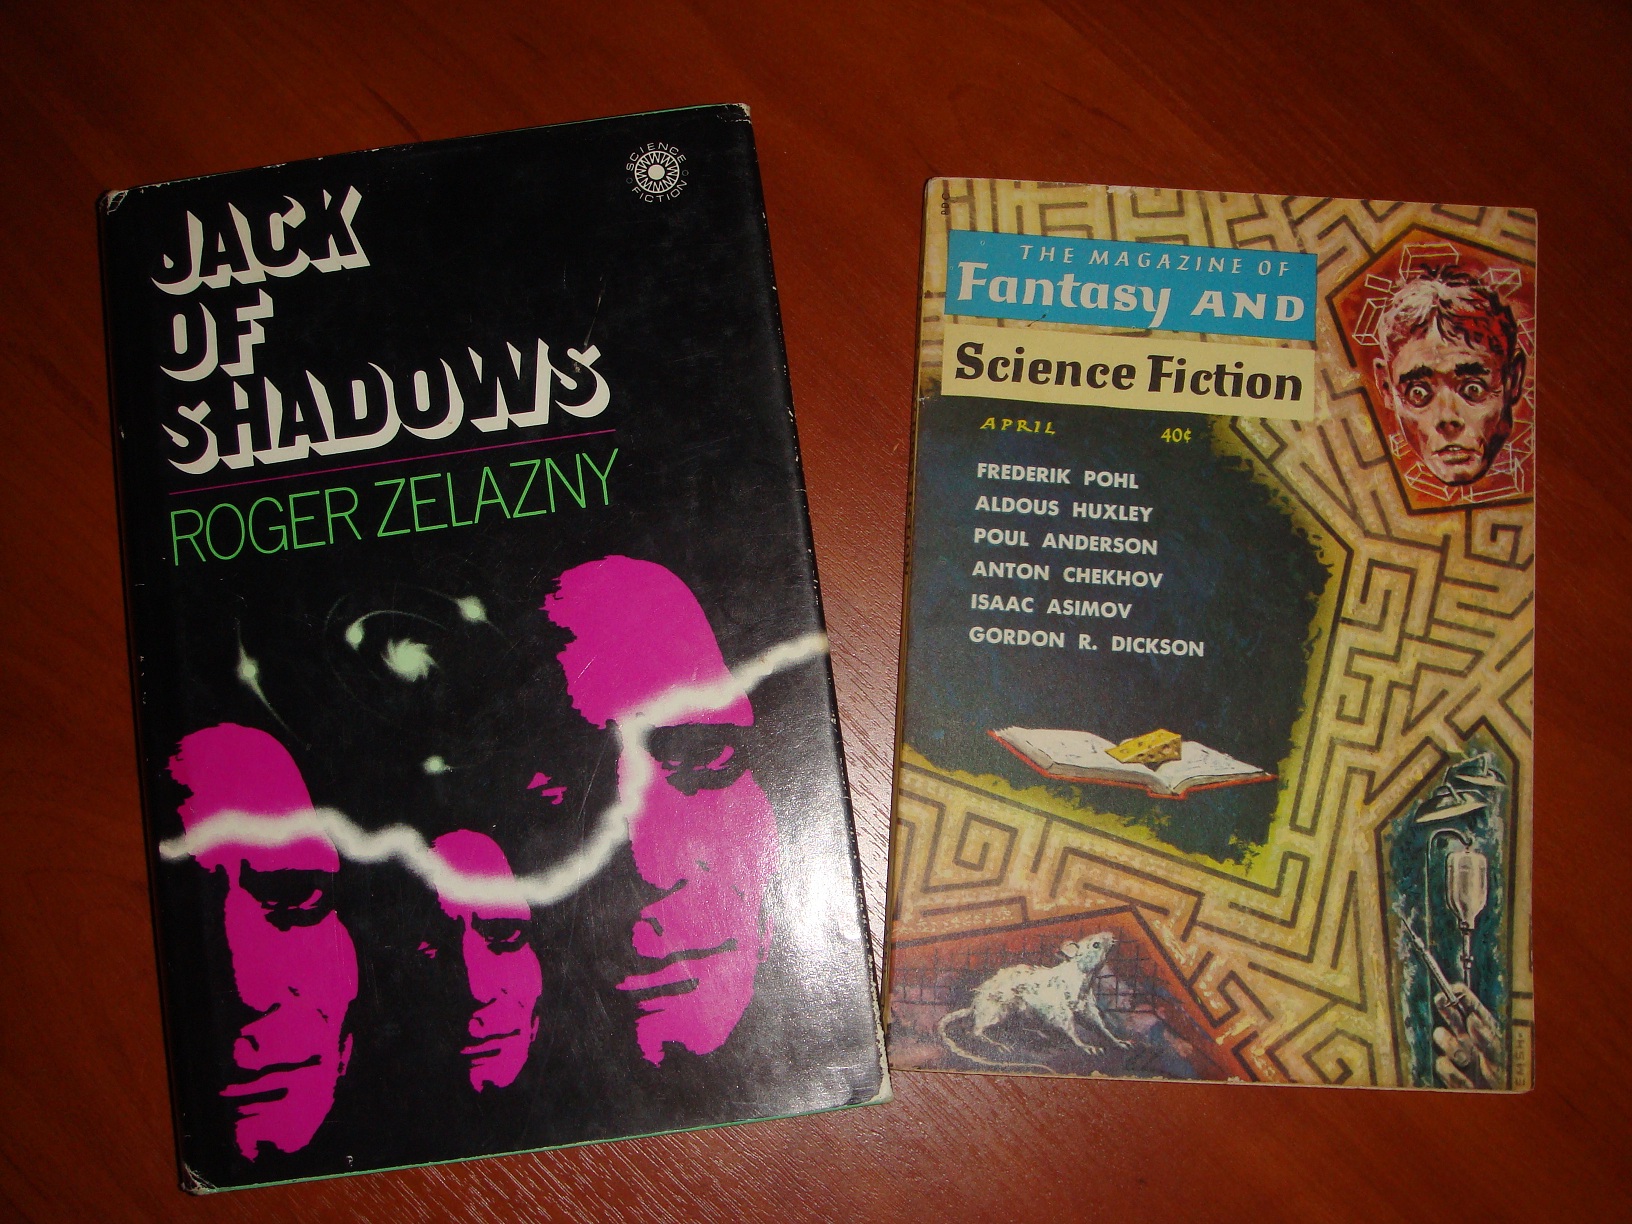 JACK
OF
SHADOWS
ROGER ZELAZNY
SCIENCE
FICTION
THE MAGAZINE OF
Fantasy AND
Science Fiction
APRIL 40¢
FREDERIK POHL
ALDOUS HUXLEY
POUL ANDERSON
ANTON CHEKHOV
ISAAC ASIMOV
GORDON R. DICKSON
EMSH